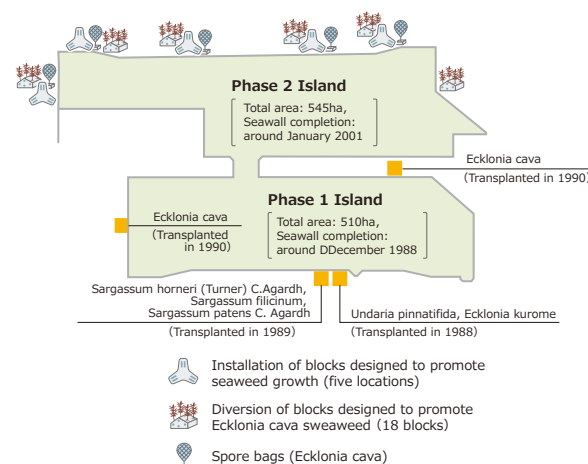 Phase 2 Island
Total area: 545ha,
Seawall completion:
around January 2001
Ecklonia cava
(Transplanted in 1990)
Phase 1 Island
Total area: 510ha,
Seawall completion:
around DDecember 1988
Ecklonia cava
(Transplanted
in 1990)
Sargassum horneri (Turner) C.Agardh,
Sargassum filicinum,
Sargassum patens C. Agardh
(Transplanted in 1989)
Undaria pinnatifida, Ecklonia kurome
(Transplanted in 1988)
Installation of blocks designed to promote
seaweed growth (five locations)
Diversion of blocks designed to promote
Ecklonia cava sweaweed (18 blocks)
Spore bags (Ecklonia cava)